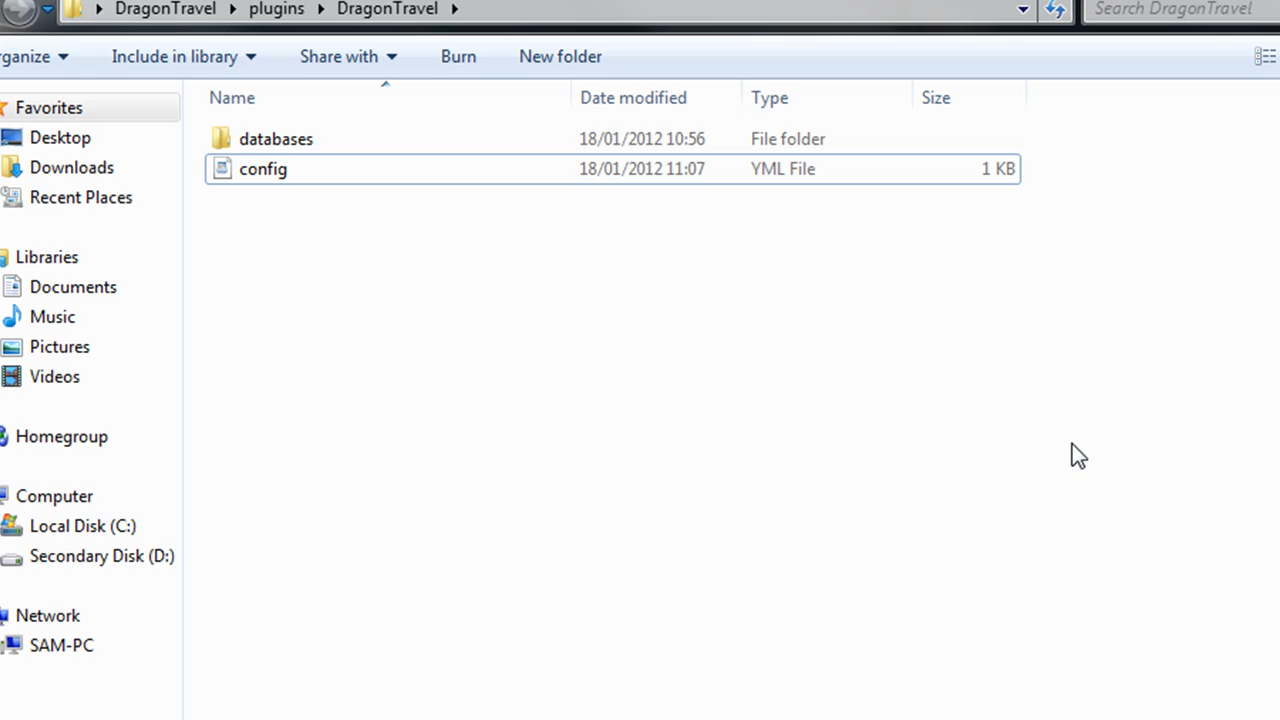 DragonTravel plugins DragonTravel Search DragonTravel
rganize Include in library Share with Burn New folder
Name Date modified Type Size
Favorites
Desktop
Downloads
Recent Places
Libraries
Documents
Music
Pictures
Videos
Homegroup
Computer
Local Disk (C:)
Secondary Disk (D:)
Network
SAM-PC
databases 18/01/2012 10:56 File folder
config 18/01/2012 11:07 YML File 1 KB